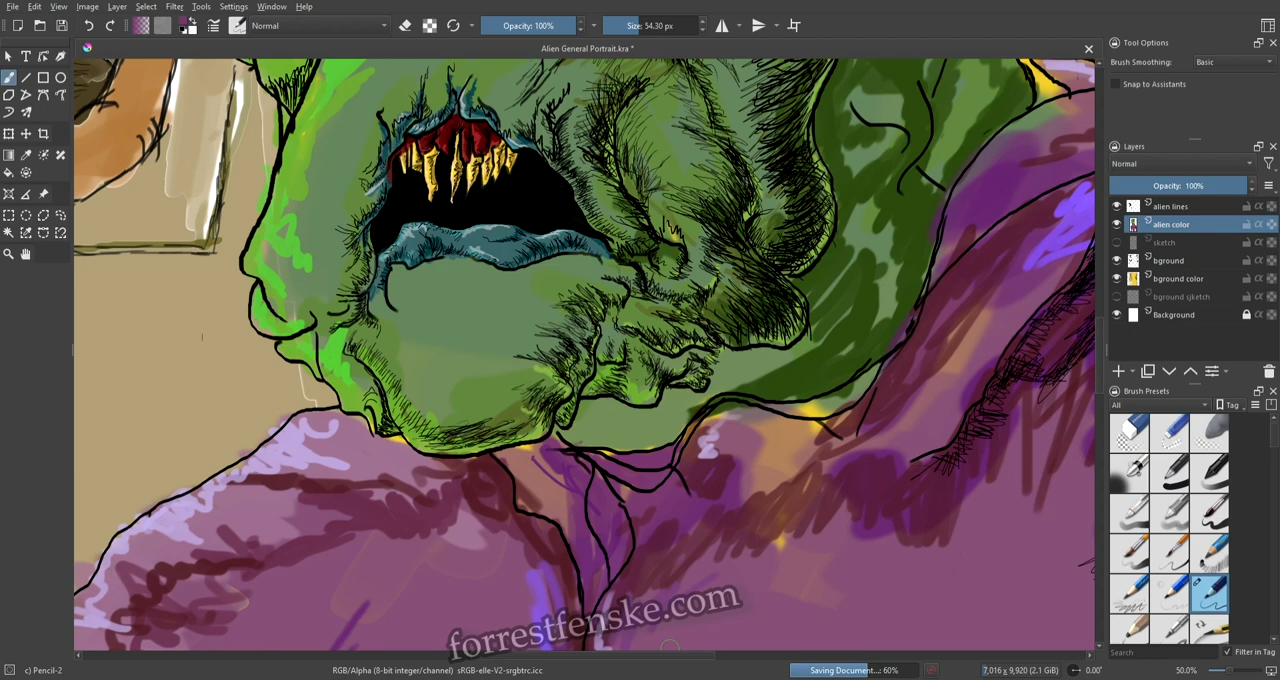 File Edit View Image Layer Select Filter Tools Settings Window Help
Normal Opacity: 100% Size: 54.30 px
Alien General Portrait.kra *
Tool Options
Brush Smoothing: Basic
Snap to Assistants
Layers
Normal
Opacity: 100%
alien lines
alien color
sketch
bground
bground color
bground sjketch
Background
Brush Presets
All Tag
Search Filter in Tag
forrestfenske.com
c) Pencil-2 RGB/Alpha (8-bit integer/channel) sRGB-elle-V2-srgbtrc.icc Saving Document...: 60% 7,016 x 9,920 (2.1 GiB) 0.00° 50.0%